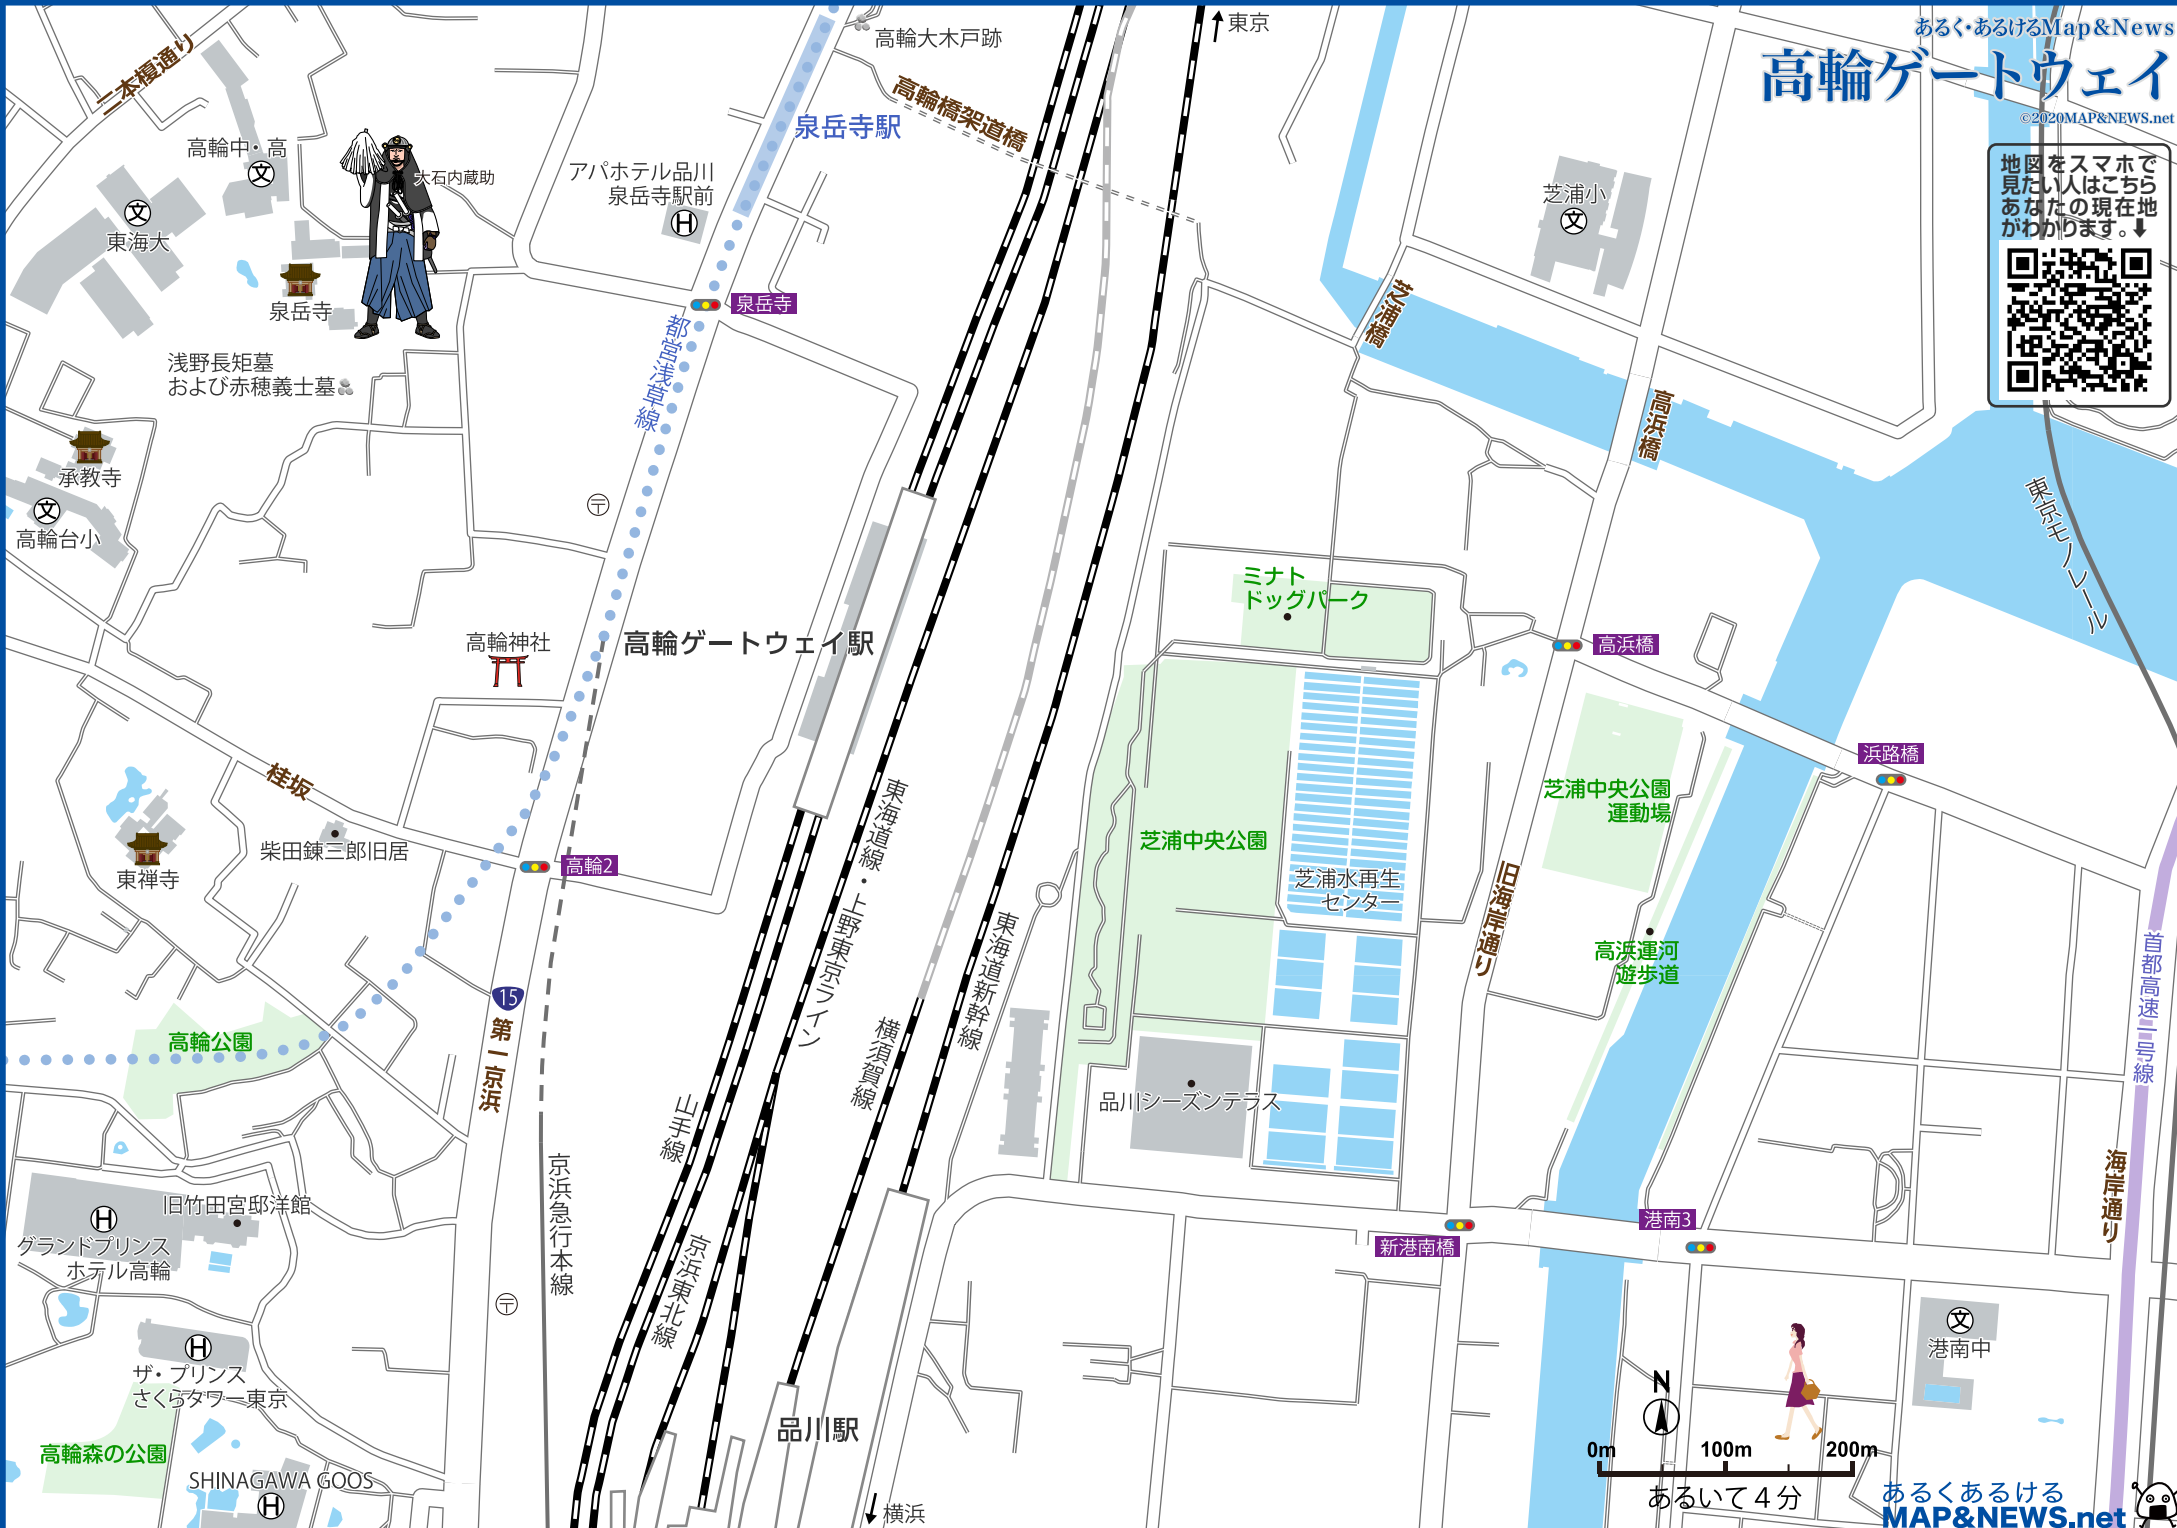 あるく・あるけるMap&News
高輪ゲートウェイ
©2020MAP&NEWS.net
地図をスマホで
見たい人はこちら
あなたの現在地
がわかります。⬇
↑東京
高輪大木戸跡
二本榎通り
高輪橋架道橋
泉岳寺駅
高輪中・高
文
大石内蔵助
アパホテル品川
泉岳寺駅前
H
芝浦小
文
文
東海大
泉岳寺
泉岳寺
芝浦橋
都営浅草線
浅野長矩墓
および赤穂義士墓
高浜橋
承教寺
文
高輪台小
〒
東京モノレール
ミナト
ドッグパーク
高輪神社
高輪ゲートウェイ駅
高浜橋
浜路橋
桂坂
芝浦中央公園
運動場
東海道線・上野東京ライン
芝浦中央公園
柴田錬三郎旧居
高輪2
東禅寺
芝浦水再生
センター
旧海岸通り
東海道新幹線
高浜運河
遊歩道
首都高速一号線
15
第一京浜
高輪公園
横須賀線
山手線
品川シーズンテラス
京浜急行本線
海岸通り
旧竹田宮邸洋館
H
グランドプリンス
ホテル高輪
京浜東北線
港南3
新港南橋
〒
H
ザ・プリンス
さくらタワー東京
文
港南中
品川駅
高輪森の公園
SHINAGAWA GOOS
H
N
0m 100m 200m
あるいて4分
↓横浜
あるくあるける
MAP&NEWS.net